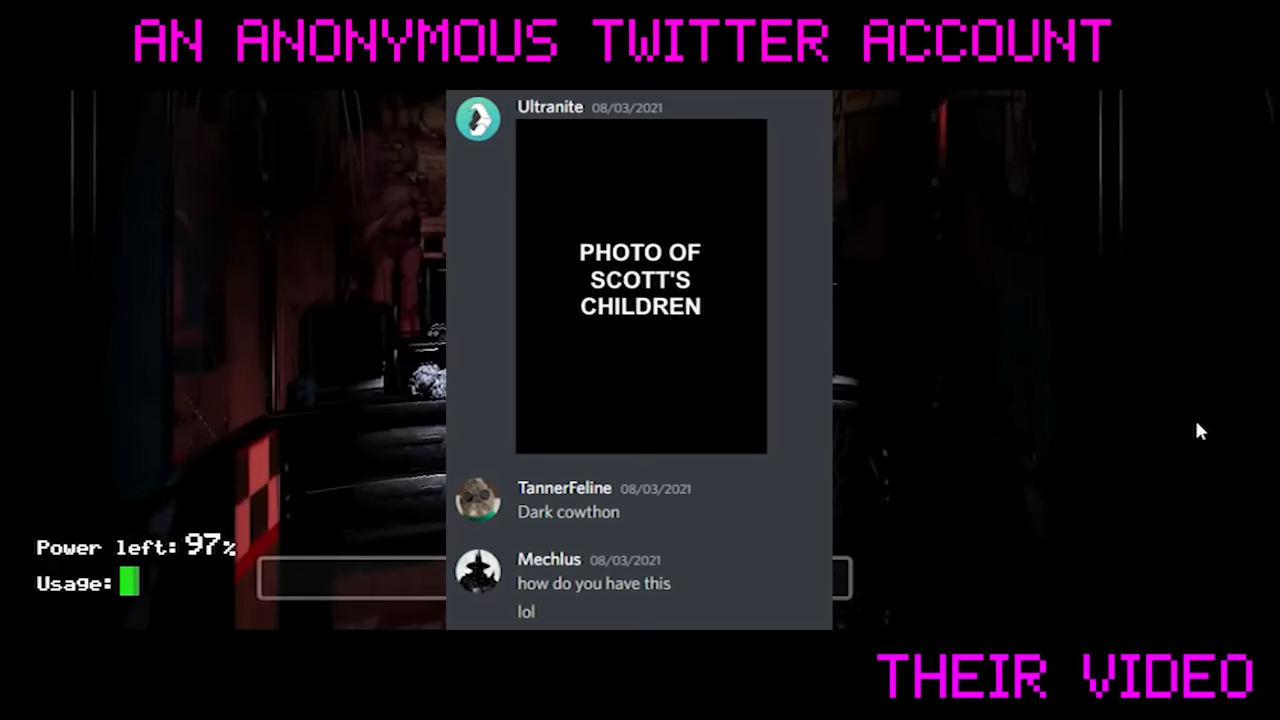 AN ANONYMOUS TWITTER ACCOUNT
Ultranite 08/03/2021
PHOTO OF
SCOTT'S
CHILDREN
TannerFeline 08/03/2021
Dark cowthon
Mechlus 08/03/2021
how do you have this
lol
Power left: 97%
Usage:
THEIR VIDEO